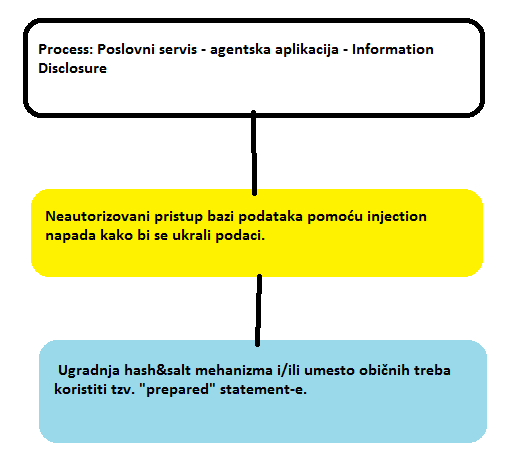 Process: Poslovni servis - agentska aplikacija - Information
Disclosure
Neautorizovani pristup bazi podataka pomoću injection
napada kako bi se ukrali podaci.
Ugradnja hash&salt mehanizma i/ili umesto običnih treba
koristiti tzv. "prepared" statement-e.